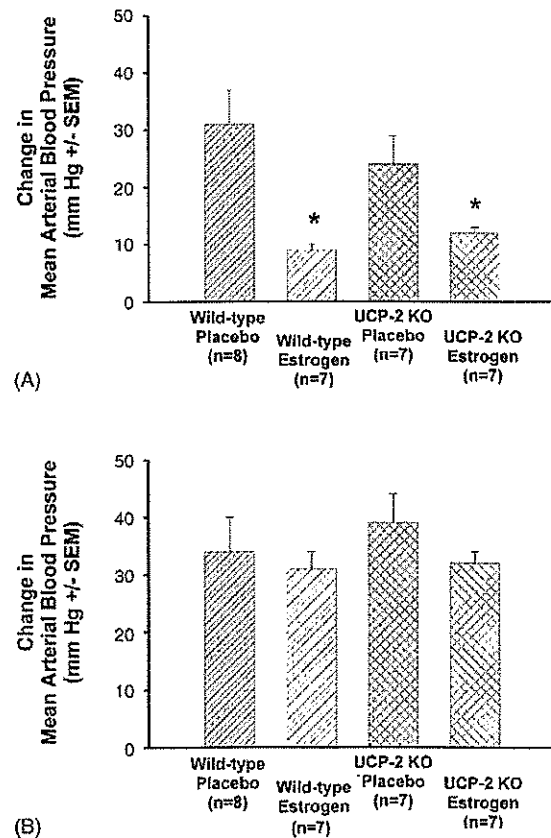 Change in
Mean Arterial Blood Pressure
(mm Hg +/- SEM)
50
40
30
20
10
0
*
*
Wild-type
Placebo
(n=8)
Wild-type
Estrogen
(n=7)
UCP-2 KO
Placebo
(n=7)
UCP-2 KO
Estrogen
(n=7)
(A)
Change in
Mean Arterial Blood Pressure
(mm Hg +/- SEM)
50
40
30
20
10
0
Wild-type
Placebo
(n=8)
Wild-type
Estrogen
(n=7)
UCP-2 KO
Placebo
(n=7)
UCP-2 KO
Estrogen
(n=7)
(B)